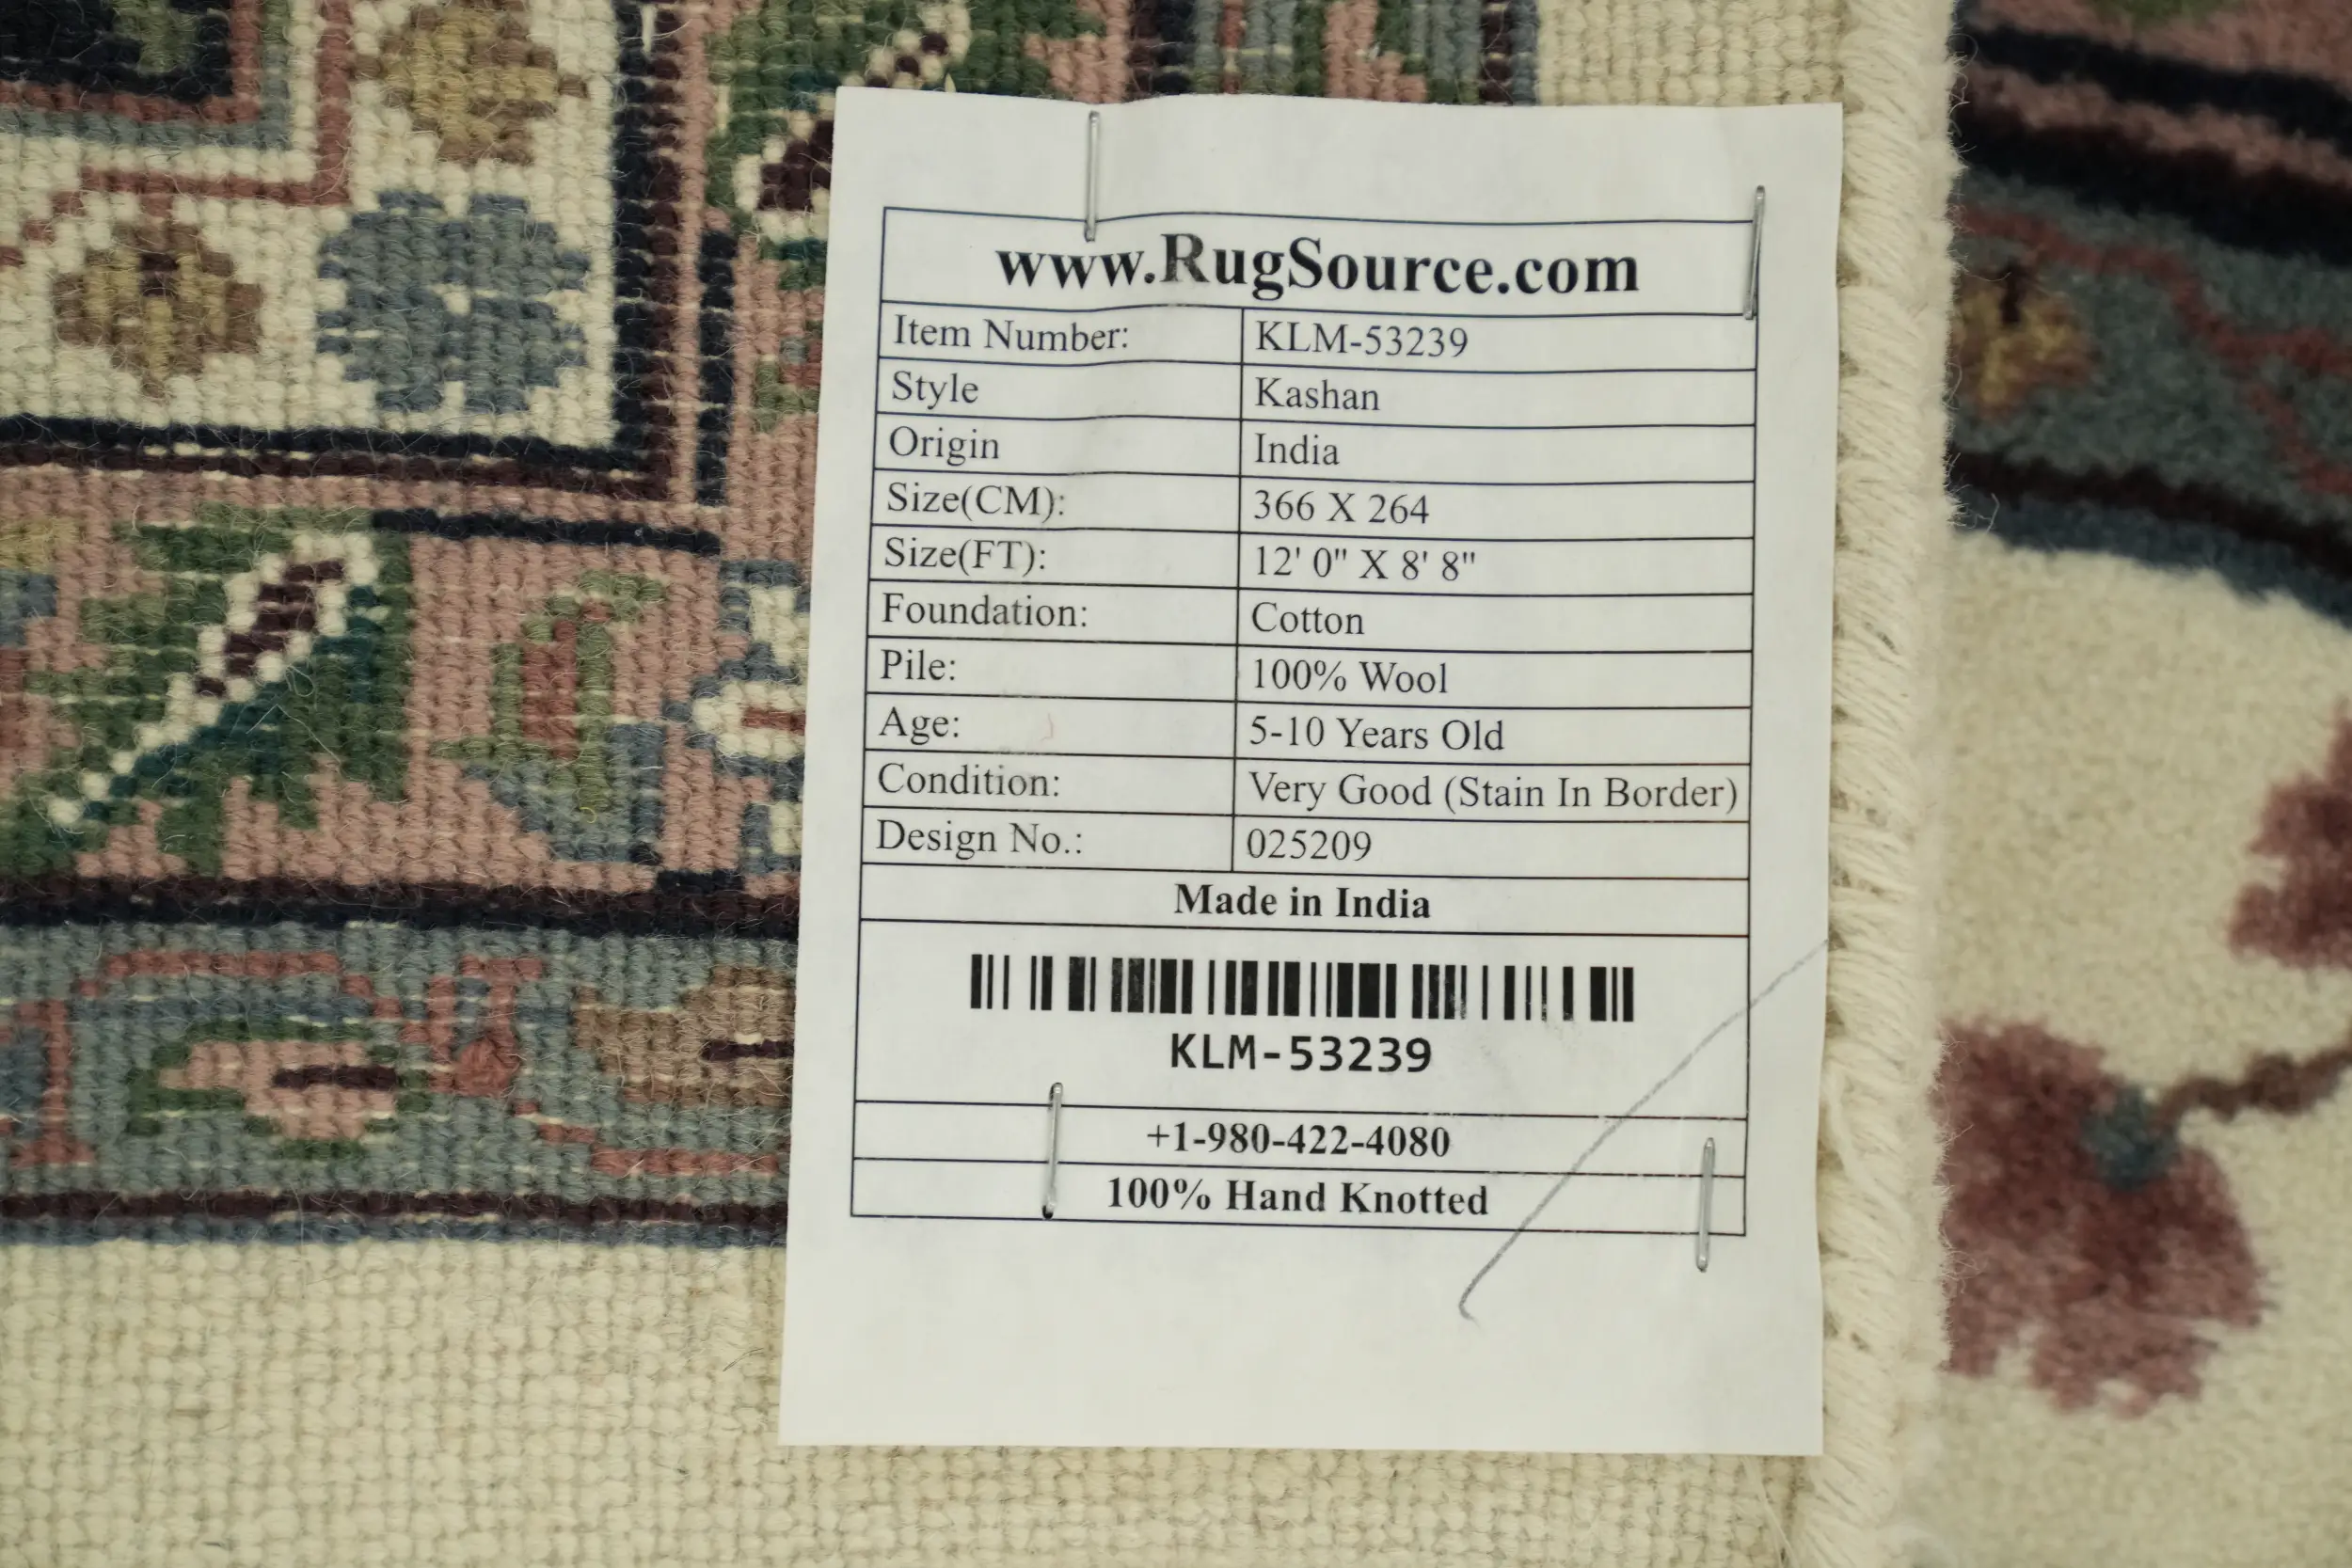 www.RugSource.com
Item Number: KLM-53239
Style Kashan
Origin India
Size(CM): 366 X 264
Size(FT): 12' 0" X 8' 8"
Foundation: Cotton
Pile: 100% Wool
Age: 5-10 Years Old
Condition: Very Good (Stain In Border)
Design No.: 025209
Made in India
KLM-53239
+1-980-422-4080
100% Hand Knotted